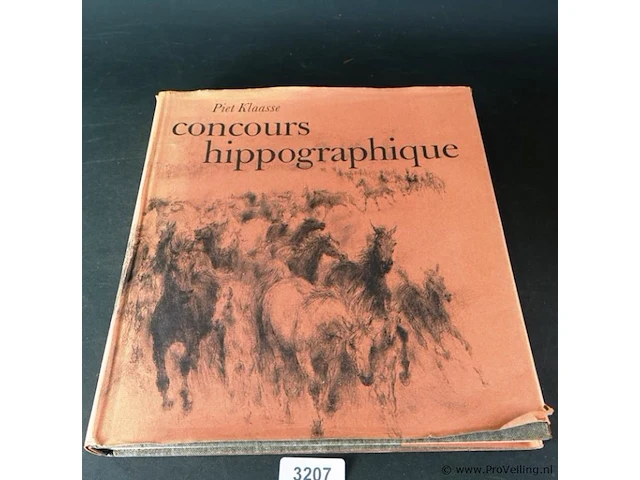 Piet Klaasse
concours
hippographique
3207
© www.ProVeiling.nl